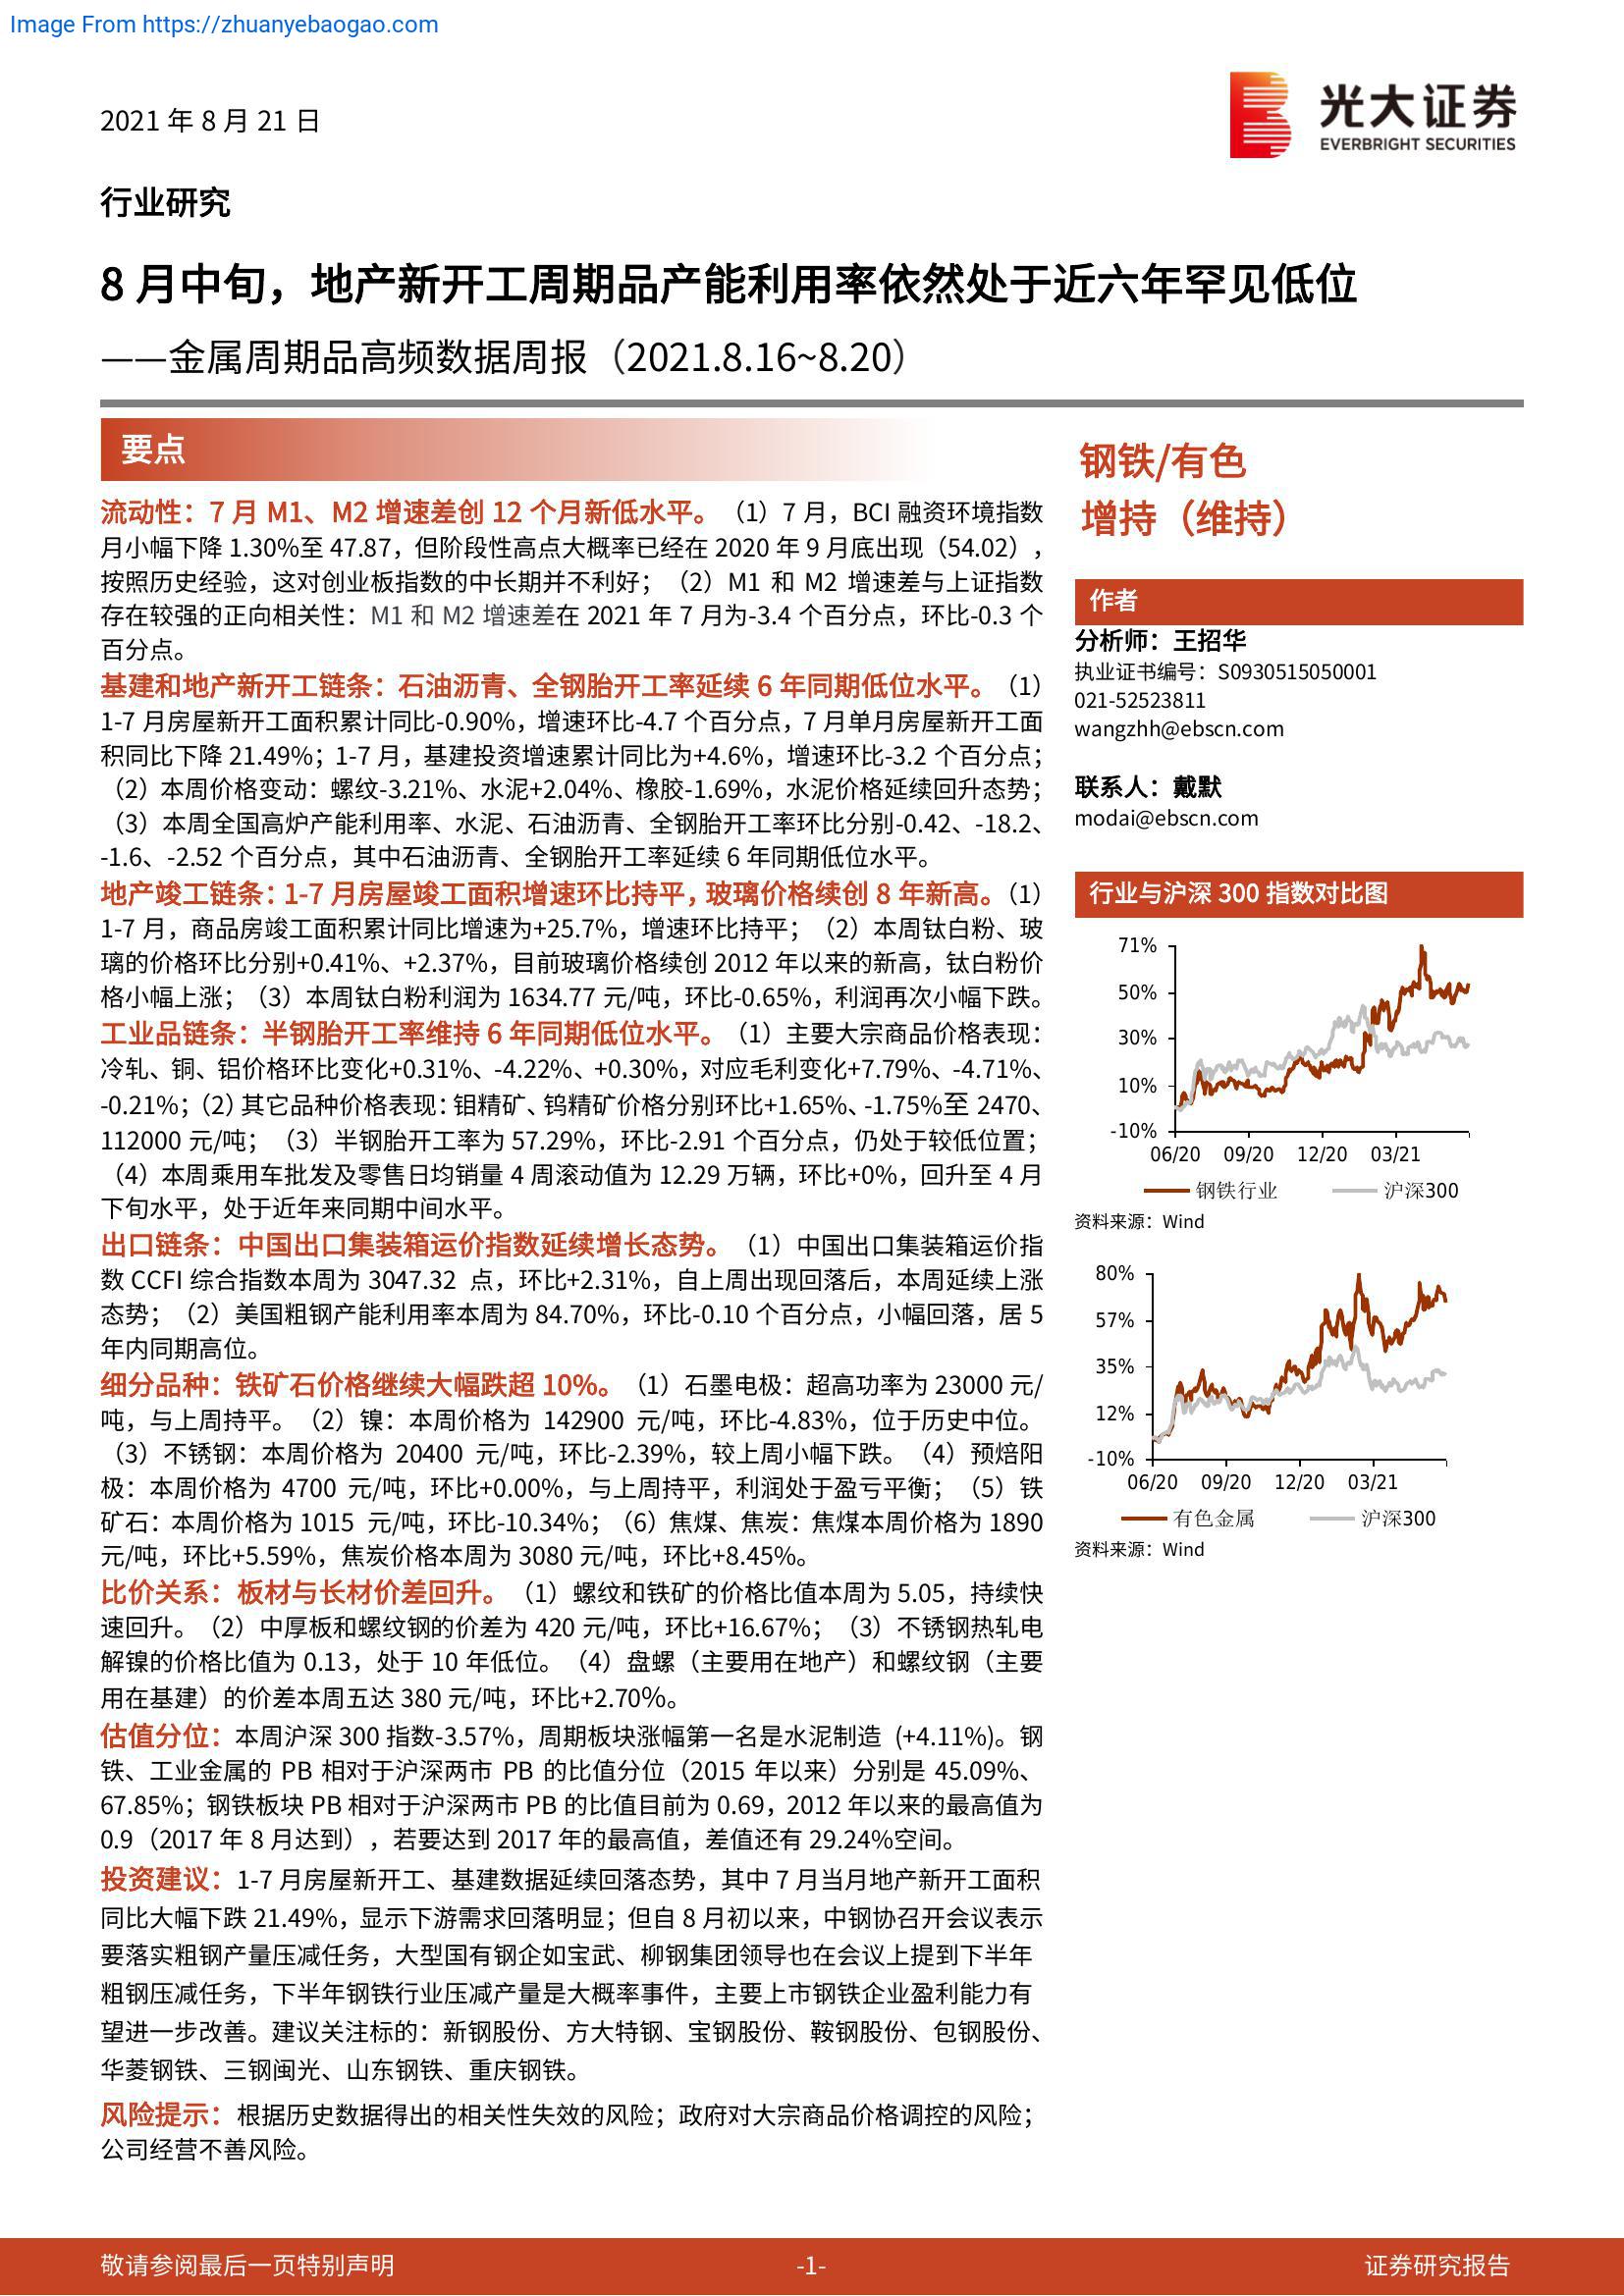 Image From https://zhuanyebaogao.com
2021 年 8 月 21 日
光大证券
EVERBRIGHT SECURITIES
行业研究
8 月中旬，地产新开工周期品产能利用率依然处于近六年罕见低位
——金属周期品高频数据周报（2021.8.16~8.20）
要点
流动性：7 月 M1、M2 增速差创 12 个月新低水平。（1）7 月，BCI 融资环境指数
月小幅下降 1.30%至 47.87，但阶段性高点大概率已经在 2020 年 9 月底出现（54.02），
按照历史经验，这对创业板指数的中长期并不利好；（2）M1 和 M2 增速差与上证指数
存在较强的正向相关性：M1 和 M2 增速差在 2021 年 7 月为-3.4 个百分点，环比-0.3 个
百分点。
基建和地产新开工链条：石油沥青、全钢胎开工率延续 6 年同期低位水平。（1）
1-7 月房屋新开工面积累计同比-0.90%，增速环比-4.7 个百分点，7 月单月房屋新开工面
积同比下降 21.49%；1-7 月，基建投资增速累计同比为+4.6%，增速环比-3.2 个百分点；
（2）本周价格变动：螺纹-3.21%、水泥+2.04%、橡胶-1.69%，水泥价格延续回升态势；
（3）本周全国高炉产能利用率、水泥、石油沥青、全钢胎开工率环比分别-0.42、-18.2、
-1.6、-2.52 个百分点，其中石油沥青、全钢胎开工率延续 6 年同期低位水平。
地产竣工链条：1-7 月房屋竣工面积增速环比持平，玻璃价格续创 8 年新高。（1）
1-7 月，商品房竣工面积累计同比增速为+25.7%，增速环比持平；（2）本周钛白粉、玻
璃的价格环比分别+0.41%、+2.37%，目前玻璃价格续创 2012 年以来的新高，钛白粉价
格小幅上涨；（3）本周钛白粉利润为 1634.77 元/吨，环比-0.65%，利润再次小幅下跌。
工业品链条：半钢胎开工率维持 6 年同期低位水平。（1）主要大宗商品价格表现：
冷轧、铜、铝价格环比变化+0.31%、-4.22%、+0.30%，对应毛利变化+7.79%、-4.71%、
-0.21%；（2）其它品种价格表现：钼精矿、钨精矿价格分别环比+1.65%、-1.75%至 2470、
112000 元/吨；（3）半钢胎开工率为 57.29%，环比-2.91 个百分点，仍处于较低位置；
（4）本周乘用车批发及零售日均销量 4 周滚动值为 12.29 万辆，环比+0%，回升至 4 月
下旬水平，处于近年来同期中间水平。
出口链条：中国出口集装箱运价指数延续增长态势。（1）中国出口集装箱运价指
数 CCFI 综合指数本周为 3047.32 点，环比+2.31%，自上周出现回落后，本周延续上涨
态势；（2）美国粗钢产能利用率本周为 84.70%，环比-0.10 个百分点，小幅回落，居 5
年内同期高位。
细分品种：铁矿石价格继续大幅跌超 10%。（1）石墨电极：超高功率为 23000 元/
吨，与上周持平。（2）镍：本周价格为 142900 元/吨，环比-4.83%，位于历史中位。
（3）不锈钢：本周价格为 20400 元/吨，环比-2.39%，较上周小幅下跌。（4）预焙阳
极：本周价格为 4700 元/吨，环比+0.00%，与上周持平，利润处于盈亏平衡；（5）铁
矿石：本周价格为 1015 元/吨，环比-10.34%；（6）焦煤、焦炭：焦煤本周价格为 1890
元/吨，环比+5.59%，焦炭价格本周为 3080 元/吨，环比+8.45%。
比价关系：板材与长材价差回升。（1）螺纹和铁矿的价格比值本周为 5.05，持续快
速回升。（2）中厚板和螺纹钢的价差为 420 元/吨，环比+16.67%；（3）不锈钢热轧电
解镍的价格比值为 0.13，处于 10 年低位。（4）盘螺（主要用在地产）和螺纹钢（主要
用在基建）的价差本周五达 380 元/吨，环比+2.70%。
估值分位：本周沪深 300 指数-3.57%，周期板块涨幅第一名是水泥制造 (+4.11%)。钢
铁、工业金属的 PB 相对于沪深两市 PB 的比值分位（2015 年以来）分别是 45.09%、
67.85%；钢铁板块 PB 相对于沪深两市 PB 的比值目前为 0.69，2012 年以来的最高值为
0.9（2017 年 8 月达到），若要达到 2017 年的最高值，差值还有 29.24%空间。
投资建议：1-7 月房屋新开工、基建数据延续回落态势，其中 7 月当月地产新开工面积
同比大幅下跌 21.49%，显示下游需求回落明显；但自 8 月初以来，中钢协召开会议表示
要落实粗钢产量压减任务，大型国有钢企如宝武、柳钢集团领导也在会议上提到下半年
粗钢压减任务，下半年钢铁行业压减产量是大概率事件，主要上市钢铁企业盈利能力有
望进一步改善。建议关注标的：新钢股份、方大特钢、宝钢股份、鞍钢股份、包钢股份、
华菱钢铁、三钢闽光、山东钢铁、重庆钢铁。
风险提示：根据历史数据得出的相关性失效的风险；政府对大宗商品价格调控的风险；
公司经营不善风险。
钢铁/有色
增持（维持）
作者
分析师：王招华
执业证书编号：S0930515050001
021-52523811
wangzhh@ebscn.com
联系人：戴默
modai@ebscn.com
行业与沪深 300 指数对比图
71%
50%
30%
10%
-10%
06/20 09/20 12/20 03/21
钢铁行业 沪深300
资料来源：Wind
80%
57%
35%
12%
-10%
06/20 09/20 12/20 03/21
有色金属 沪深300
资料来源：Wind
敬请参阅最后一页特别声明 -1- 证券研究报告